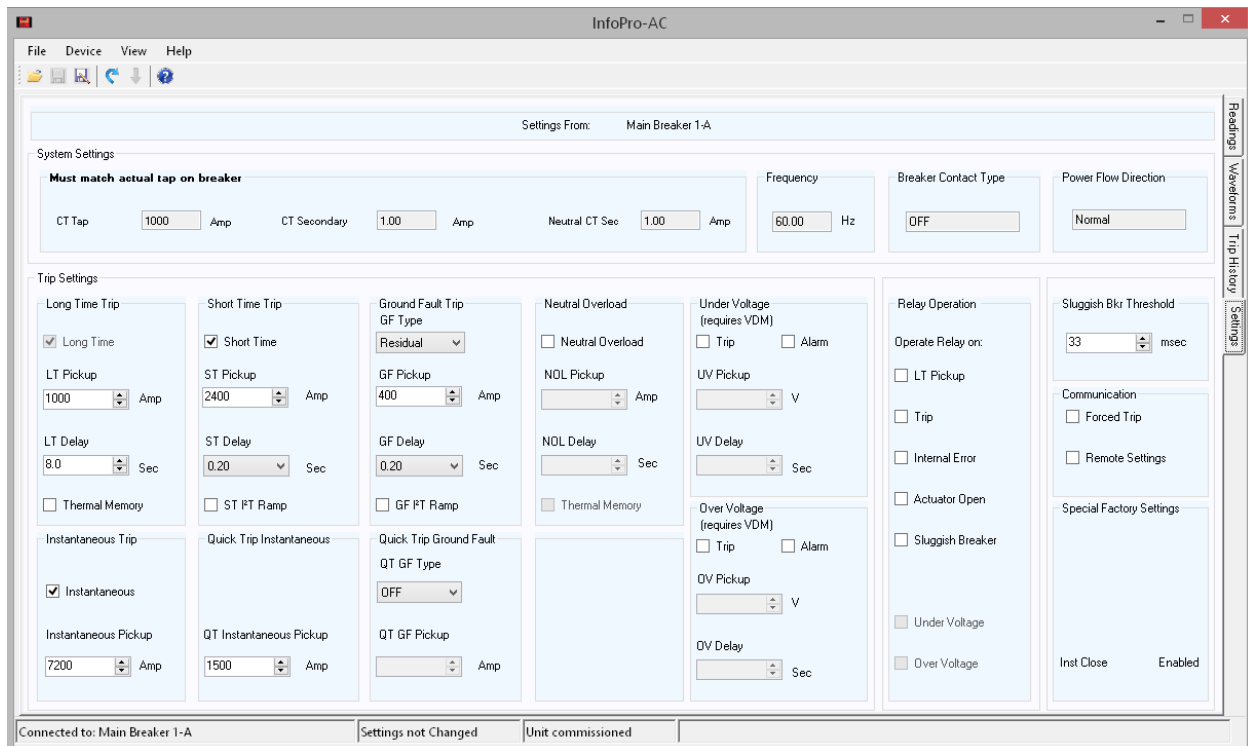 InfoPro-AC
File Device View Help
Settings From: Main Breaker 1-A
System Settings
Must match actual tap on breaker
CT Tap 1000 Amp CT Secondary 1.00 Amp Neutral CT Sec 1.00 Amp
Frequency
60.00 Hz
Breaker Contact Type
OFF
Power Flow Direction
Normal
Trip Settings
Long Time Trip
Long Time
LT Pickup
1000 Amp
LT Delay
8.0 Sec
Thermal Memory
Short Time Trip
Short Time
ST Pickup
2400 Amp
ST Delay
0.20 Sec
ST I²T Ramp
Ground Fault Trip
GF Type
Residual
GF Pickup
400 Amp
GF Delay
0.20 Sec
GF I²T Ramp
Neutral Overload
Neutral Overload
NOL Pickup
Amp
NOL Delay
Sec
Thermal Memory
Under Voltage
(requires VDM)
Trip Alarm
UV Pickup
V
UV Delay
Sec
Instantaneous Trip
Instantaneous
Instantaneous Pickup
7200 Amp
Quick Trip Instantaneous
QT Instantaneous Pickup
1500 Amp
Quick Trip Ground Fault
QT GF Type
OFF
QT GF Pickup
Amp
Over Voltage
(requires VDM)
Trip Alarm
OV Pickup
V
OV Delay
Sec
Relay Operation
Operate Relay on:
LT Pickup
Trip
Internal Error
Actuator Open
Sluggish Breaker
Under Voltage
Over Voltage
Sluggish Bkr Threshold
33 msec
Communication
Forced Trip
Remote Settings
Special Factory Settings
Inst Close Enabled
Readings
Waveforms
Trip History
Settings
Connected to: Main Breaker 1-A Settings not Changed Unit commissioned